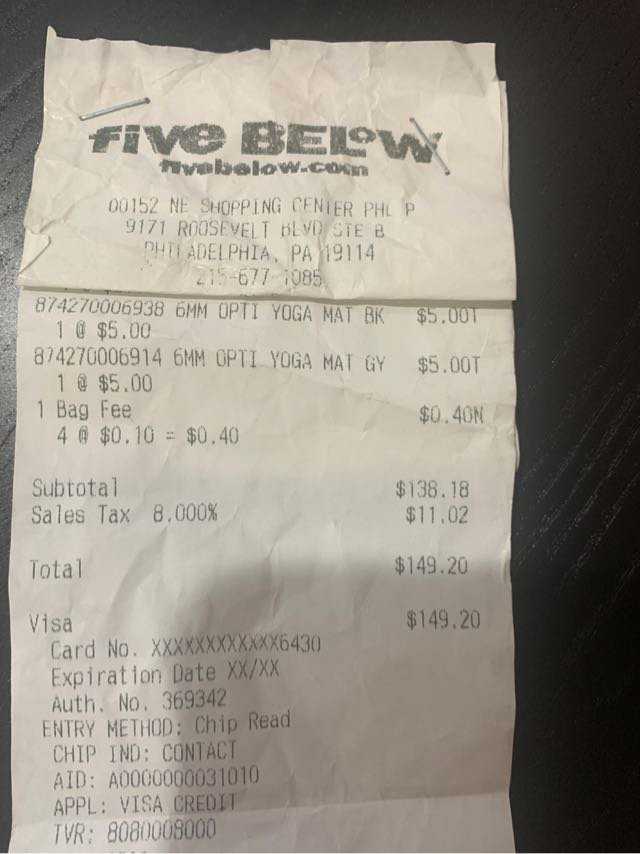 five BELOW
fivebelow.com
00152 NE SHOPPING CENTER PHL P
9171 ROOSEVELT BLVD STE B
PHILADELPHIA, PA 19114
215-677-1085
874270006938 6MM OPTI YOGA MAT BK $5.00T
1 @ $5.00
874270006914 6MM OPTI YOGA MAT GY $5.00T
1 @ $5.00
1 Bag Fee $0.40N
4 @ $0.10 = $0.40
Subtotal $138.18
Sales Tax 8.000% $11.02
Total $149.20
Visa $149.20
Card No. XXXXXXXXXXXX6430
Expiration Date XX/XX
Auth. No. 369342
ENTRY METHOD: Chip Read
CHIP IND: CONTACT
AID: A0000000031010
APPL: VISA CREDIT
TVR: 8080008000